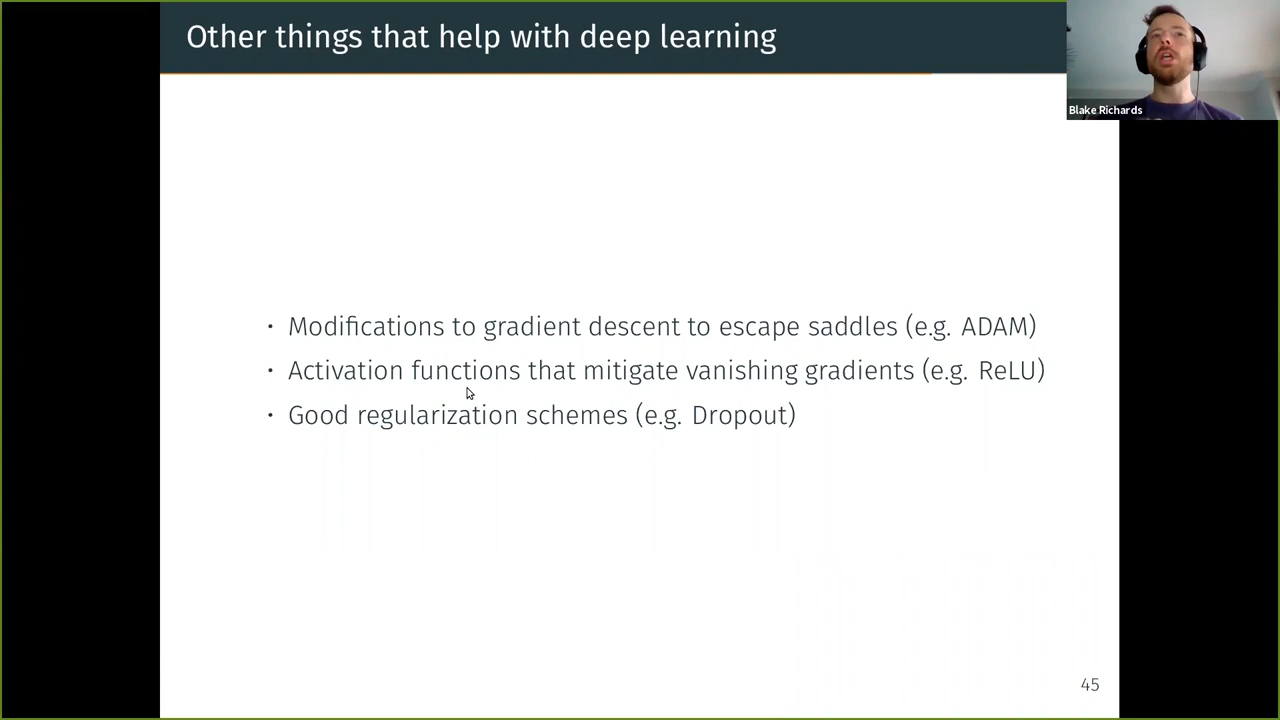 Other things that help with deep learning
Blake Richards
• Modifications to gradient descent to escape saddles (e.g. ADAM)
• Activation functions that mitigate vanishing gradients (e.g. ReLU)
• Good regularization schemes (e.g. Dropout)
45